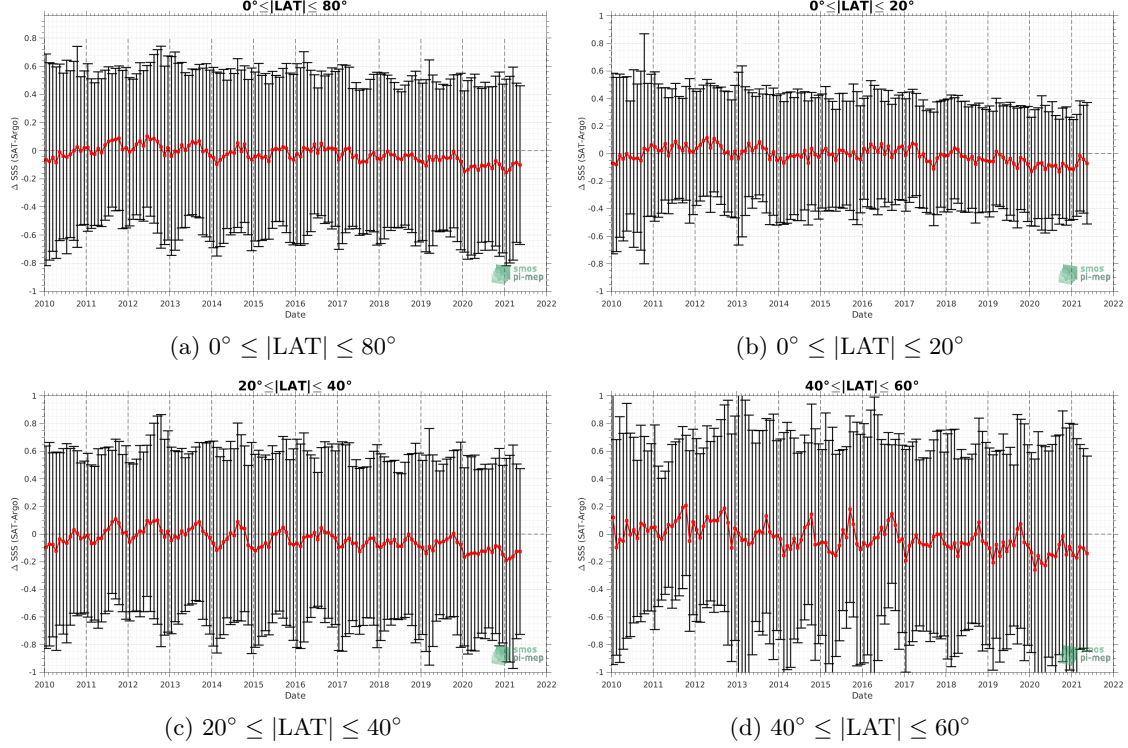 0°≤|LAT|≤ 80°
0.8
0.6
0.4
0.2
0
-0.2
-0.4
-0.6
-0.8
-1
Δ SSS (SAT-Argo)
2010 2011 2012 2013 2014 2015 2016 2017 2018 2019 2020 2021 2022
Date
smos
pi-mep
(a) 0° ≤ |LAT| ≤ 80°
0°≤|LAT|≤ 20°
1
0.8
0.6
0.4
0.2
0
-0.2
-0.4
-0.6
-0.8
-1
Δ SSS (SAT-Argo)
2010 2011 2012 2013 2014 2015 2016 2017 2018 2019 2020 2021 2022
Date
smos
pi-mep
(b) 0° ≤ |LAT| ≤ 20°
20°≤|LAT|≤ 40°
1
0.8
0.6
0.4
0.2
0
-0.2
-0.4
-0.6
-0.8
-1
Δ SSS (SAT-Argo)
2010 2011 2012 2013 2014 2015 2016 2017 2018 2019 2020 2021 2022
Date
smos
pi-mep
(c) 20° ≤ |LAT| ≤ 40°
40°≤|LAT|≤ 60°
1
0.8
0.6
0.4
0.2
0
-0.2
-0.4
-0.6
-0.8
-1
Δ SSS (SAT-Argo)
2010 2011 2012 2013 2014 2015 2016 2017 2018 2019 2020 2021 2022
Date
smos
pi-mep
(d) 40° ≤ |LAT| ≤ 60°